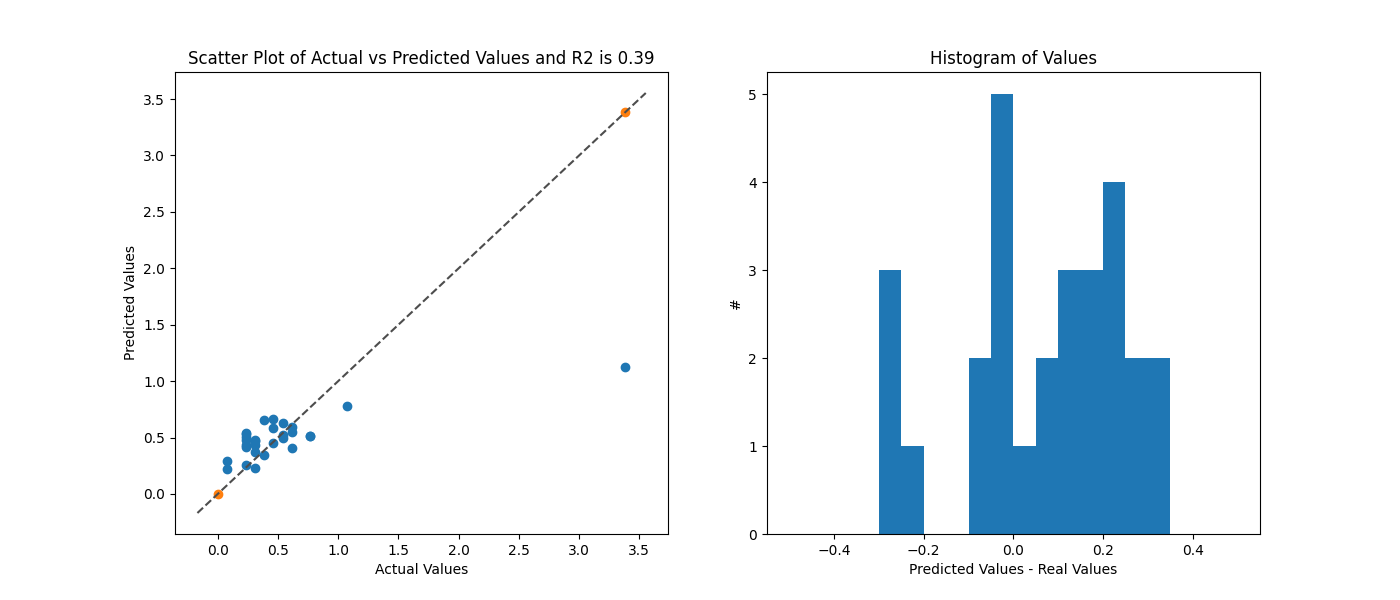 Scatter Plot of Actual vs Predicted Values and R2 is 0.39
3.5
3.0
2.5
2.0
1.5
1.0
0.5
0.0
Predicted Values
0.0 0.5 1.0 1.5 2.0 2.5 3.0 3.5
Actual Values
Histogram of Values
5
4
3
2
1
0
#
−0.4 −0.2 0.0 0.2 0.4
Predicted Values - Real Values